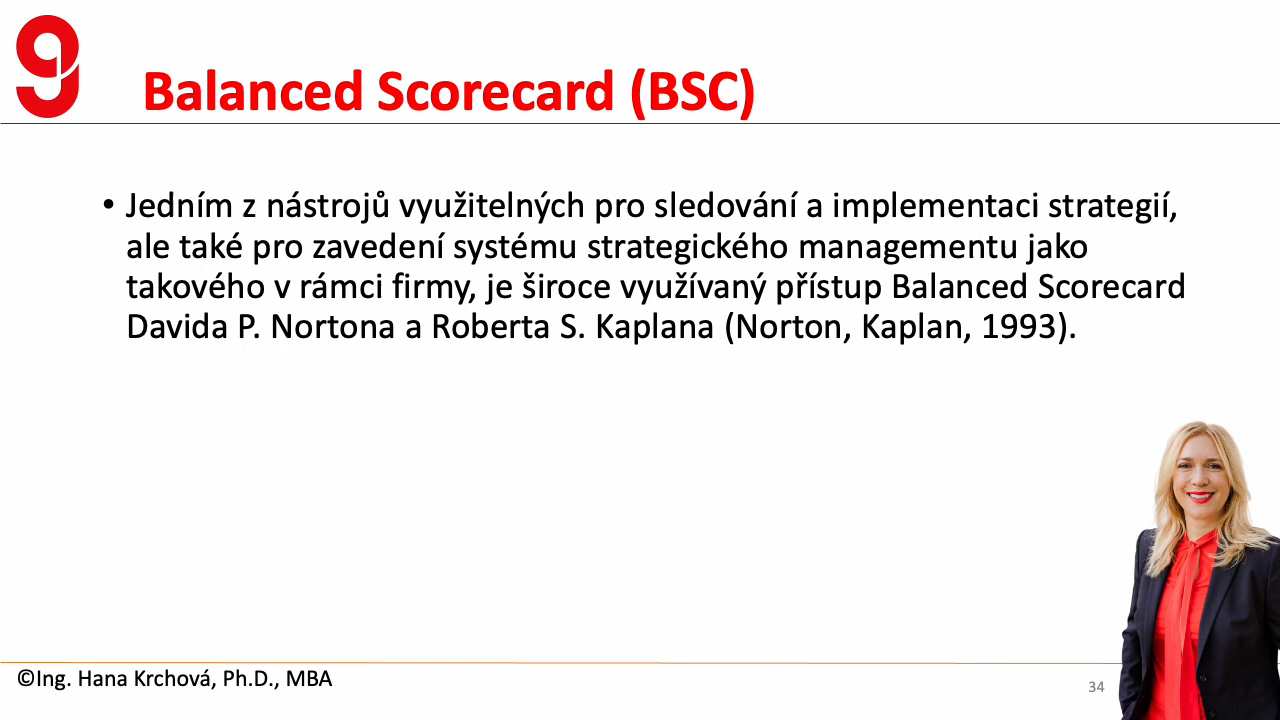 Balanced Scorecard (BSC)
• Jedním z nástrojů využitelných pro sledování a implementaci strategií,
ale také pro zavedení systému strategického managementu jako
takového v rámci firmy, je široce využívaný přístup Balanced Scorecard
Davida P. Nortona a Roberta S. Kaplana (Norton, Kaplan, 1993).
©Ing. Hana Krchová, Ph.D., MBA
34